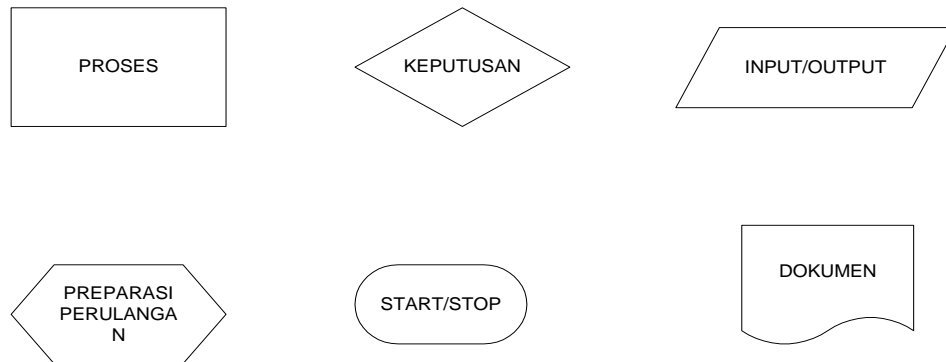 PROSES
KEPUTUSAN
INPUT/OUTPUT
PREPARASI
PERULANGA
N
START/STOP
DOKUMEN